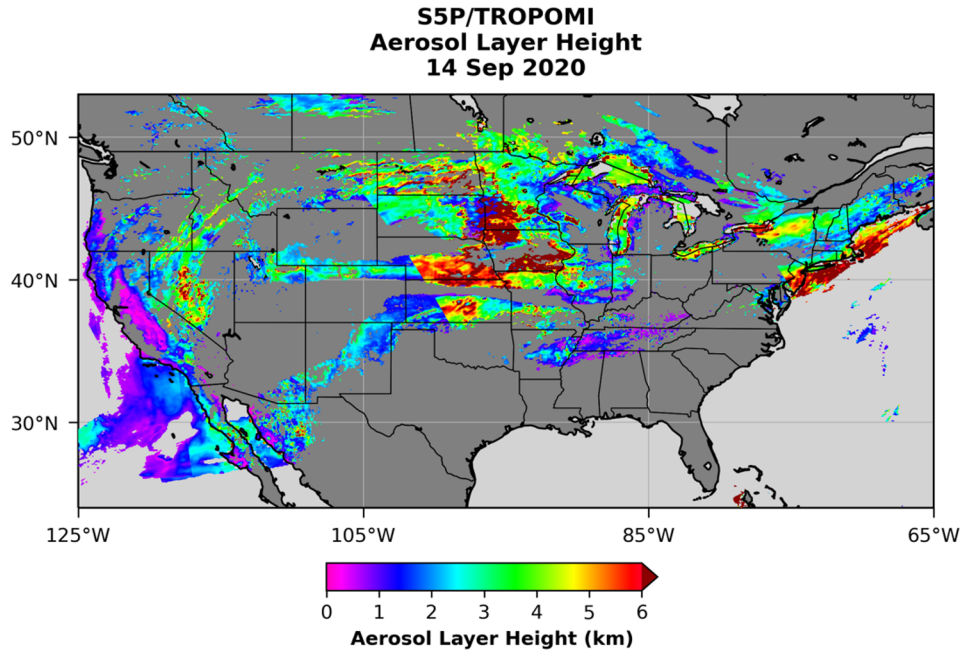 S5P/TROPOMI
Aerosol Layer Height
14 Sep 2020
50°N
40°N
30°N
125°W 105°W 85°W 65°W
0 1 2 3 4 5 6
Aerosol Layer Height (km)